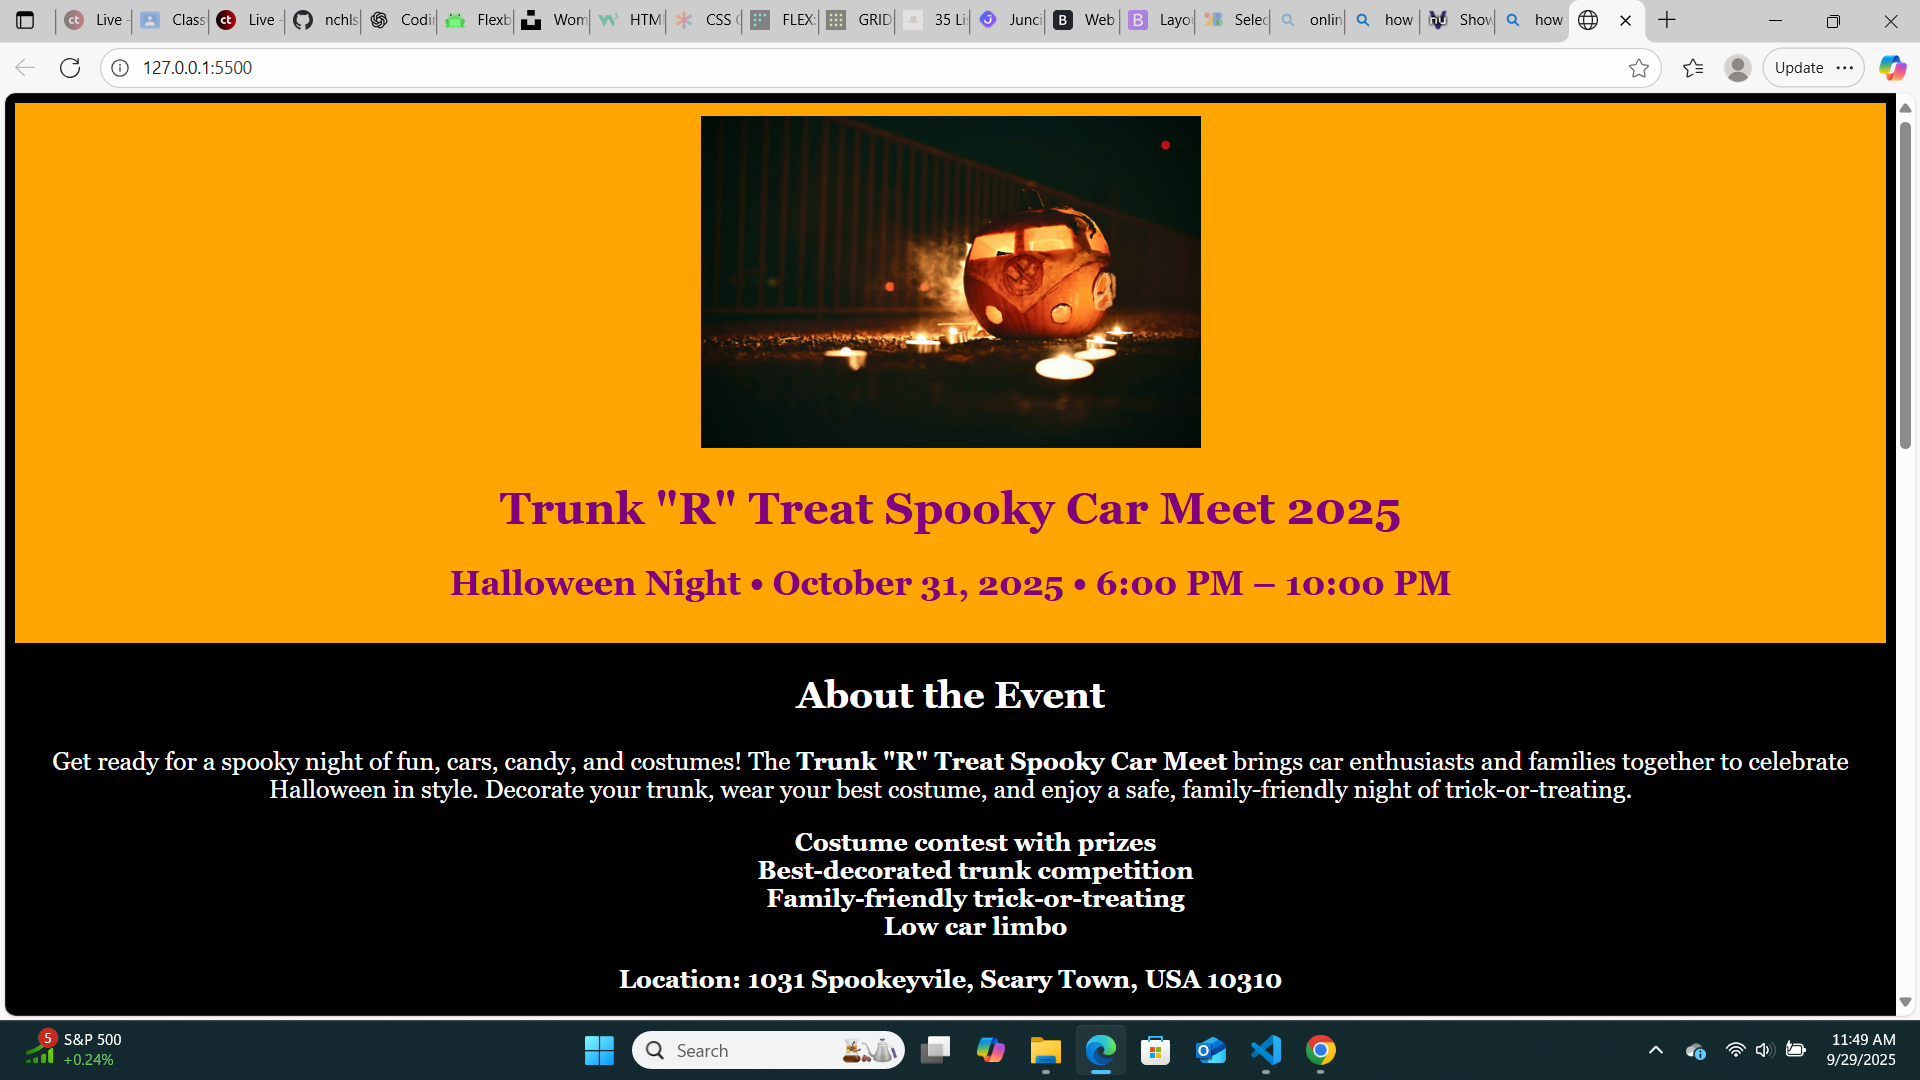 Live -
Class
Live -
nchls
Codin
Flexb
Wom
HTM
CSS
FLEX
GRID
35 Lis
Junci
Web
Layo
Selec
onlin
how
Show
how
127.0.0.1:5500
Update
Trunk "R" Treat Spooky Car Meet 2025
Halloween Night • October 31, 2025 • 6:00 PM – 10:00 PM
About the Event
Get ready for a spooky night of fun, cars, candy, and costumes! The Trunk "R" Treat Spooky Car Meet brings car enthusiasts and families together to celebrate
Halloween in style. Decorate your trunk, wear your best costume, and enjoy a safe, family-friendly night of trick-or-treating.
Costume contest with prizes
Best-decorated trunk competition
Family-friendly trick-or-treating
Low car limbo
Location: 1031 Spookeyvile, Scary Town, USA 10310
5
S&P 500
+0.24%
Search
11:49 AM
9/29/2025